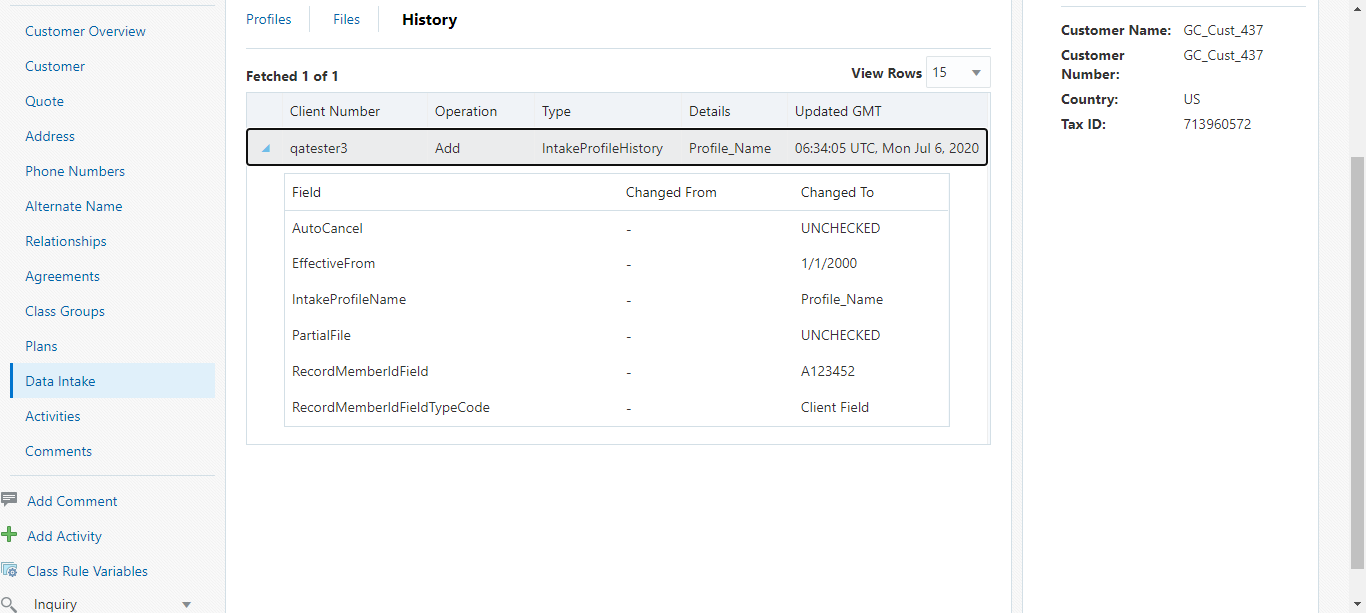 Customer Overview
Customer
Quote
Address
Phone Numbers
Alternate Name
Relationships
Agreements
Class Groups
Plans
Data Intake
Activities
Comments
Add Comment
Add Activity
Class Rule Variables
Inquiry
Profiles Files History
Fetched 1 of 1 View Rows 15
Client Number Operation Type Details Updated GMT
qatester3 Add IntakeProfileHistory Profile_Name 06:34:05 UTC, Mon Jul 6, 2020
Field Changed From Changed To
AutoCancel - UNCHECKED
EffectiveFrom - 1/1/2000
IntakeProfileName - Profile_Name
PartialFile - UNCHECKED
RecordMemberIdField - A123452
RecordMemberIdFieldTypeCode - Client Field
Customer Name: GC_Cust_437
Customer GC_Cust_437
Number:
Country: US
Tax ID: 713960572